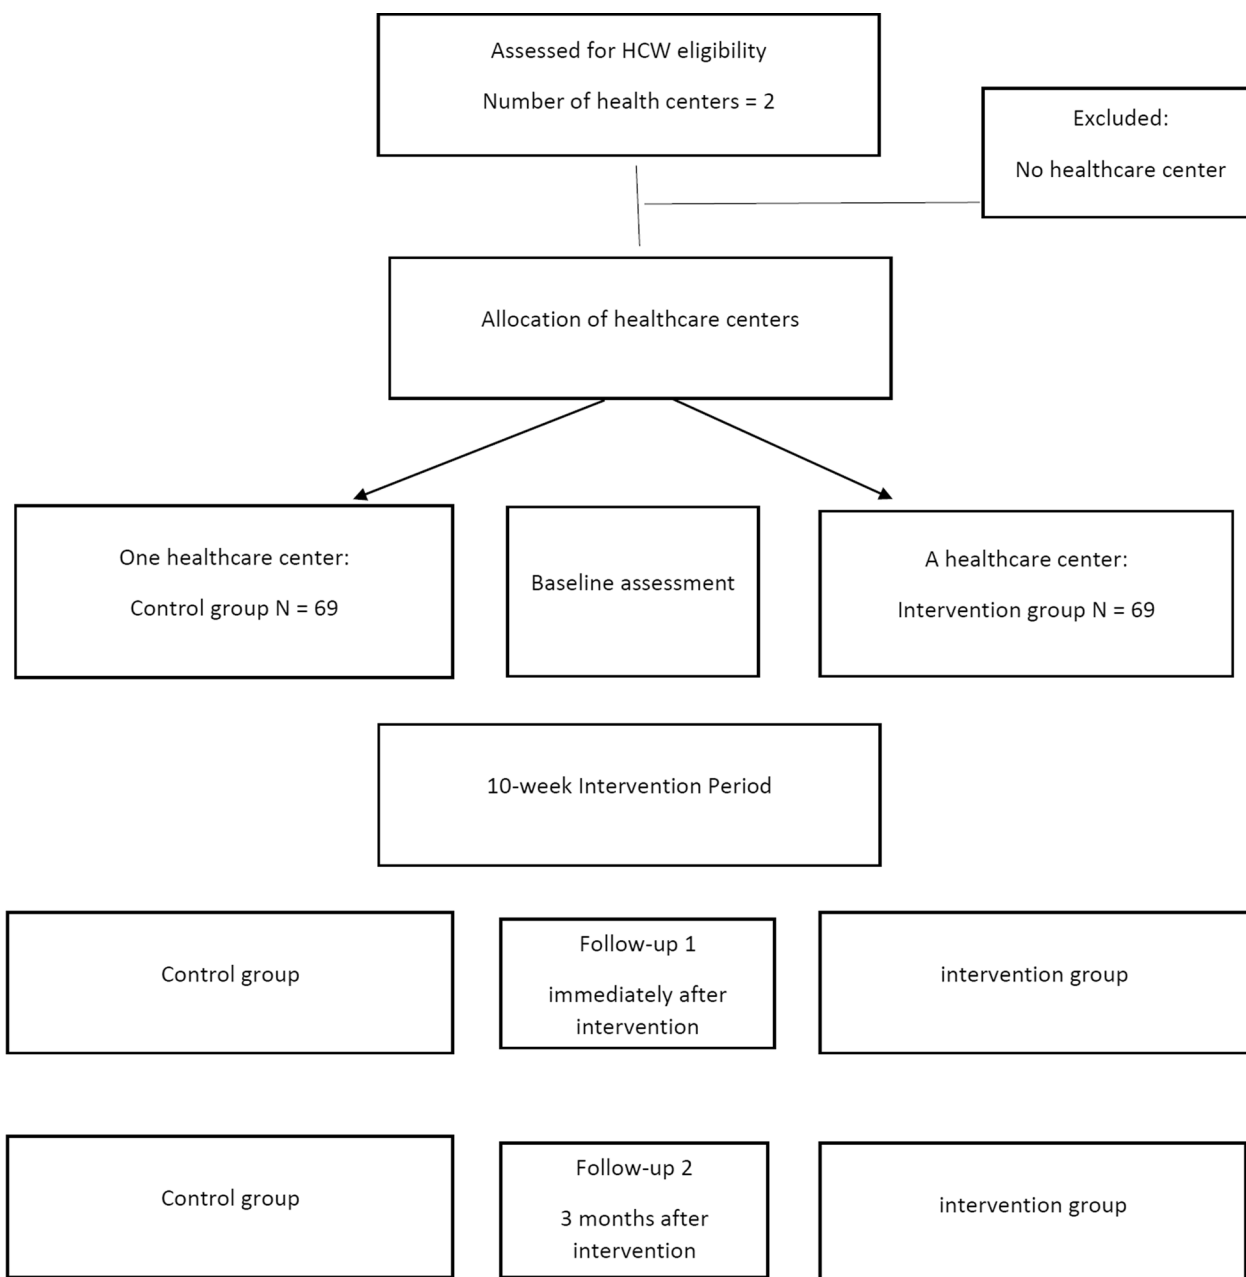 Assessed for HCW eligibility
Number of health centers = 2
Excluded:
No healthcare center
Allocation of healthcare centers
One healthcare center:
Control group N = 69
Baseline assessment
A healthcare center:
Intervention group N = 69
10-week Intervention Period
Control group
Follow-up 1
immediately after
intervention
intervention group
Control group
Follow-up 2
3 months after
intervention
intervention group